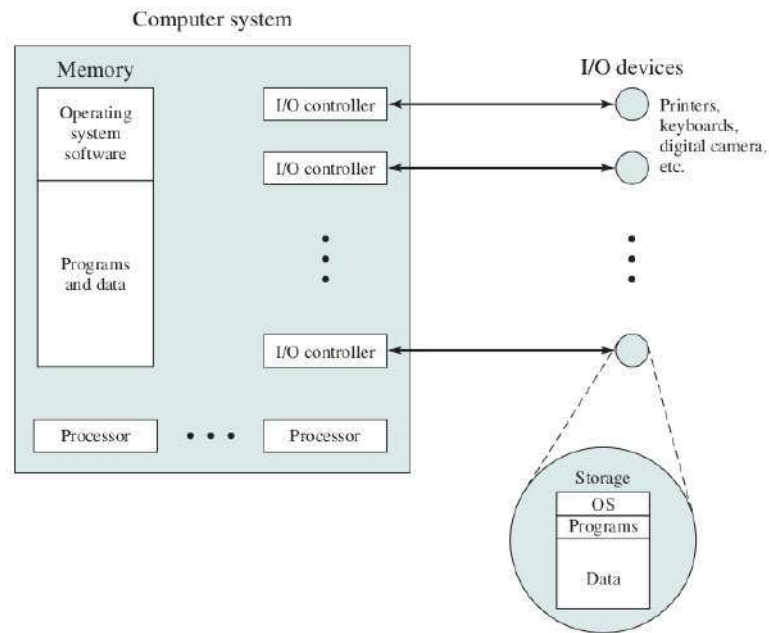 Computer system
Memory
I/O devices
Operating
system
software
Programs
and data
I/O controller
I/O controller
I/O controller
Printers,
keyboards,
digital camera,
etc.
Processor
Processor
Storage
OS
Programs
Data